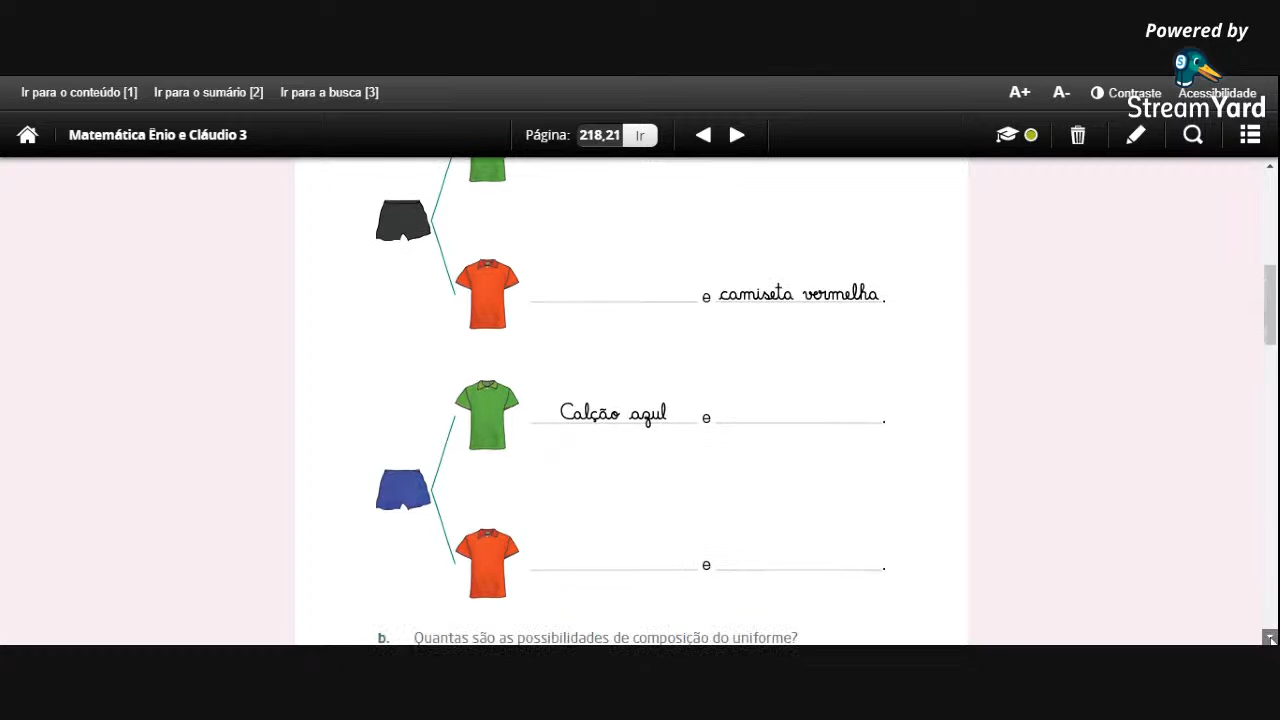 Powered by
StreamYard
Ir para o conteúdo [1] Ir para o sumário [2] Ir para a busca [3] A+ A- Contraste Acessibilidade
Matemática Ênio e Cláudio 3 Página: 218,21 Ir
e camiseta vermelha.
Calção azul e .
e .
b. Quantas são as possibilidades de composição do uniforme?